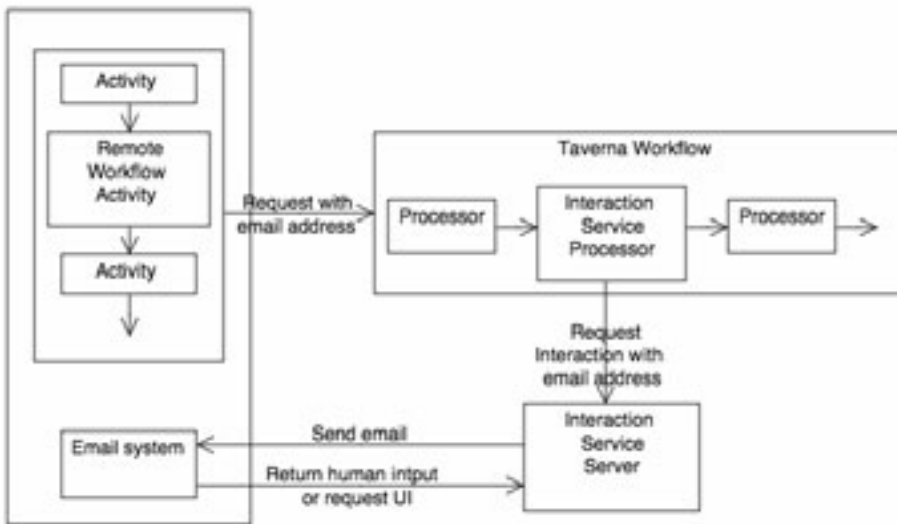 Activity
Remote
Workflow
Activity
Activity
Request with
email address
Taverna Workflow
Processor
Interaction
Service
Processor
Processor
Request
Interaction with
email address
Interaction
Service
Server
Send email
Email system
Return human intput
or request UI